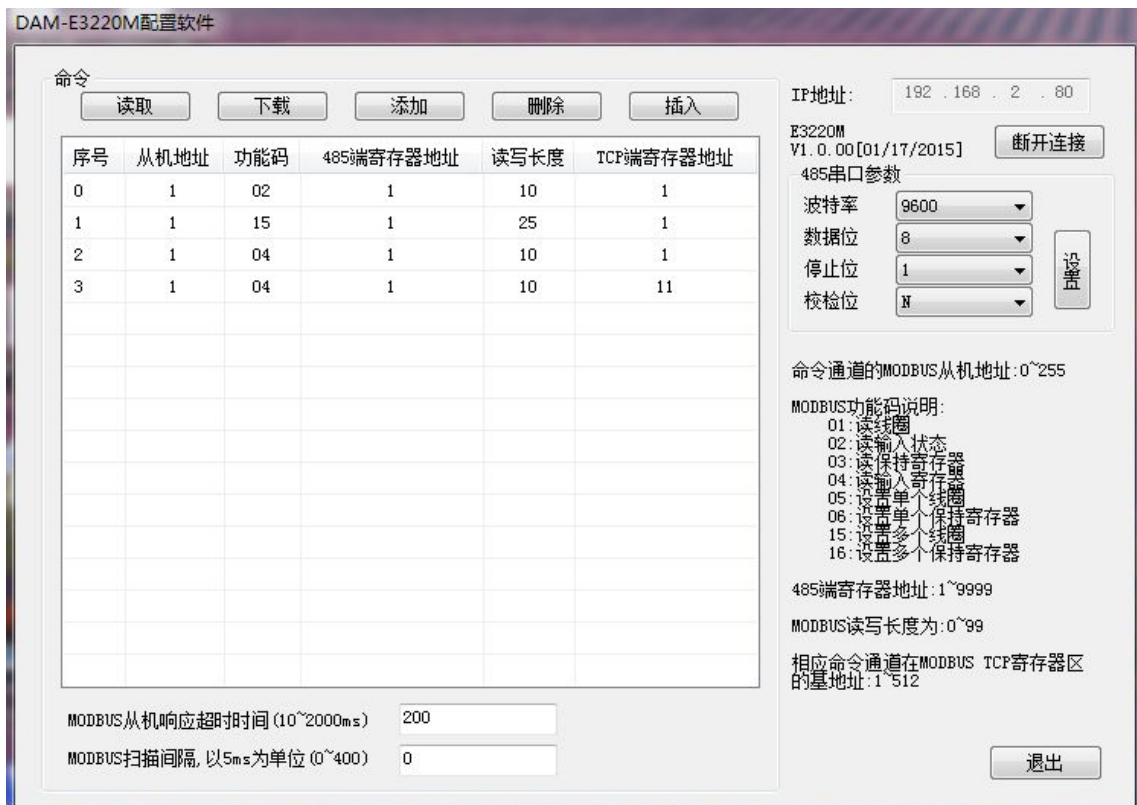 DAM-E3220M配置软件
命令
读取 下载 添加 删除 插入
序号 从机地址 功能码 485端寄存器地址 读写长度 TCP端寄存器地址
0 1 02 1 10 1
1 1 15 1 25 1
2 1 04 1 10 1
3 1 04 1 10 11
MODBUS从机响应超时时间(10~2000ms) 200
MODBUS扫描间隔,以5ms为单位(0~400) 0
IP地址: 192 . 168 . 2 . 80
E3220M
V1.0.00[01/17/2015]
断开连接
485串口参数
波特率 9600
数据位 8
停止位 1
校检位 N
设置
命令通道的MODBUS从机地址:0~255
MODBUS功能码说明:
01:读线圈
02:读输入状态
03:读保持寄存器
04:读输入寄存器
05:设置单个线圈
06:设置单个保持寄存器
15:设置多个线圈
16:设置多个保持寄存器
485端寄存器地址:1~9999
MODBUS读写长度为:0~99
相应命令通道在MODBUS TCP寄存器区
的基地址:1~512
退出